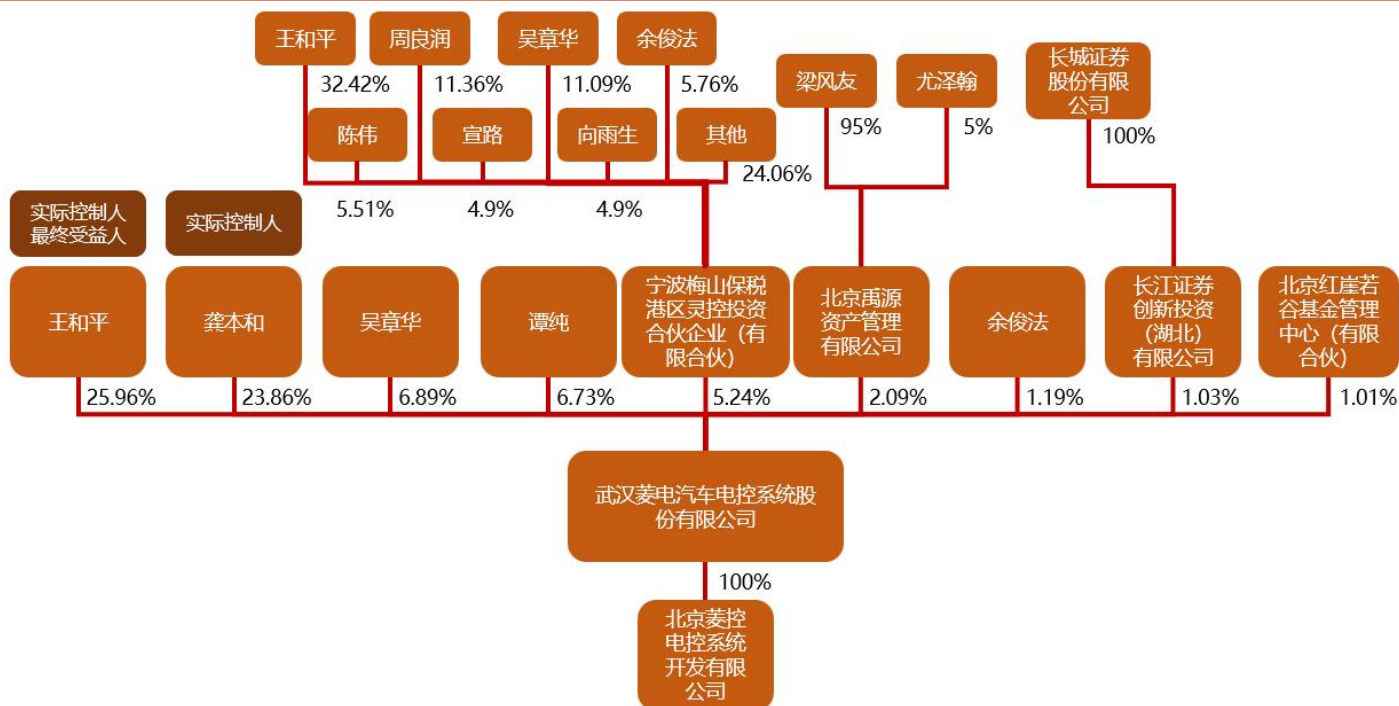 王和平
周良润
吴章华
余俊法
32.42%
11.36%
11.09%
5.76%
梁风友
尤泽翰
长城证券
股份有限
公司
95%
5%
100%
陈伟
宣路
向雨生
其他
24.06%
5.51%
4.9%
4.9%
实际控制人
最终受益人
实际控制人
王和平
龚本和
吴章华
谭纯
宁波梅山保税
港区灵控投资
合伙企业（有
限合伙）
北京禹源
资产管理
有限公司
余俊法
长江证券
创新投资
（湖北）
有限公司
北京红崖若
谷基金管理
中心（有限
合伙）
25.96%
23.86%
6.89%
6.73%
5.24%
2.09%
1.19%
1.03%
1.01%
武汉菱电汽车电控系统股
份有限公司
100%
北京菱控
电控系统
开发有限
公司